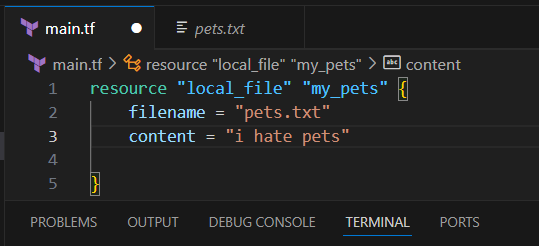 main.tf
pets.txt
main.tf > resource "local_file" "my_pets" > abc content
1 resource "local_file" "my_pets" {
2 filename = "pets.txt"
3 content = "i hate pets"
4
5 }
PROBLEMS OUTPUT DEBUG CONSOLE TERMINAL PORTS